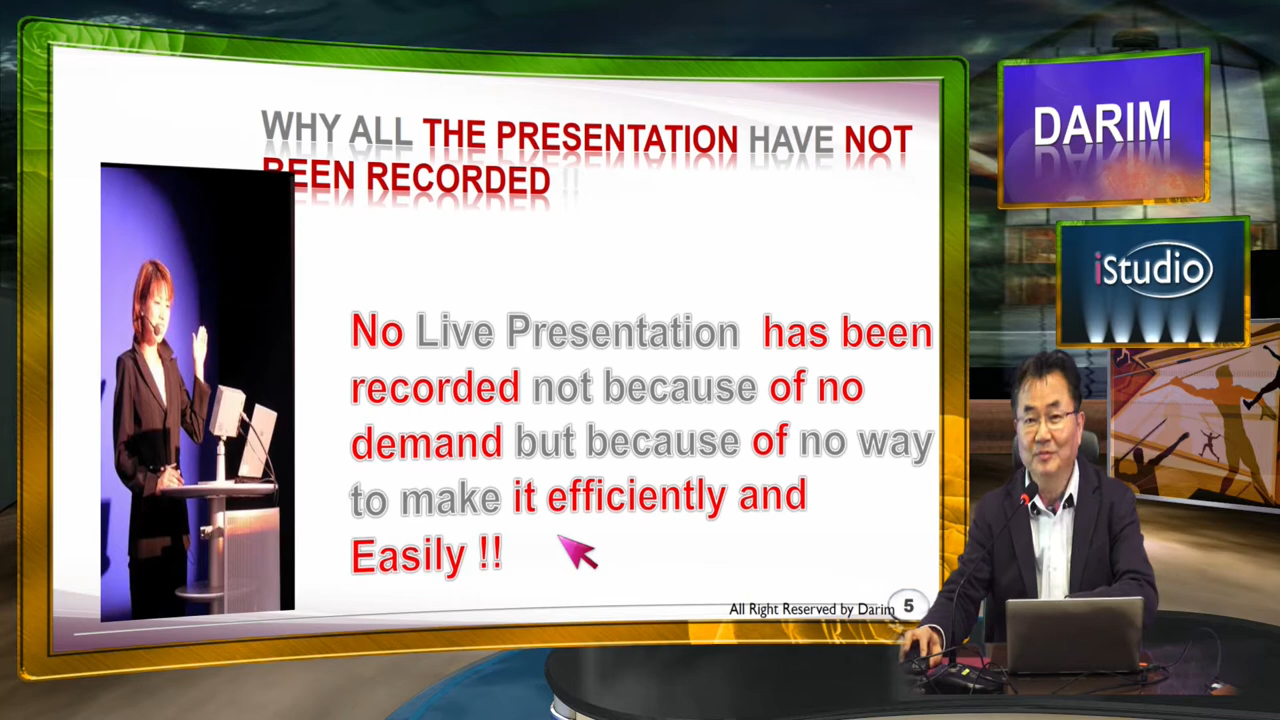 WHY ALL THE PRESENTATION HAVE NOT
BEEN RECORDED !!
No Live Presentation has been
recorded not because of no
demand but because of no way
to make it efficiently and
Easily !!
All Right Reserved by Darim 5
DARIM
iStudio